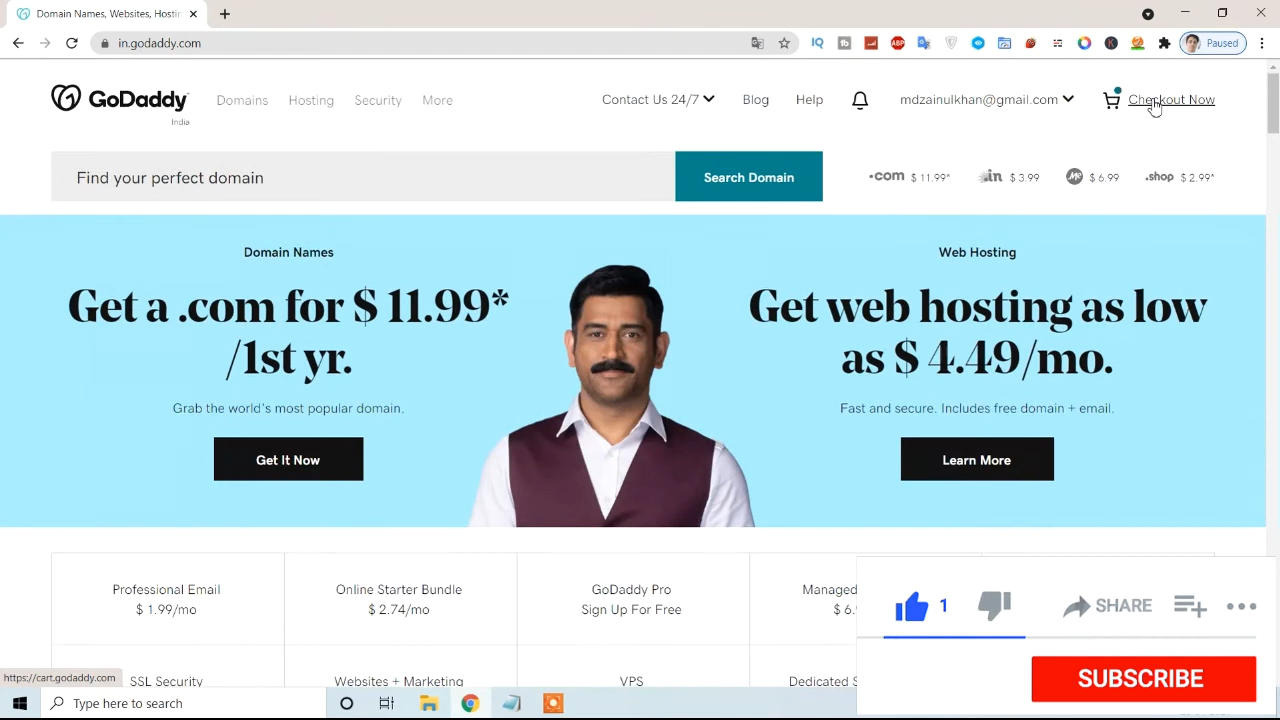 Domain Names, Websites, Hostin
in.godaddy.com
IQ
ABP
Paused
GoDaddy
India
Domains
Hosting
Security
More
Contact Us 24/7
Blog
Help
mdzainulkhan@gmail.com
Checkout Now
Find your perfect domain
Search Domain
.com $ 11.99*
.in $ 3.99
Me $ 6.99
.shop $ 2.99*
Domain Names
Get a .com for $ 11.99*
/1st yr.
Grab the world's most popular domain.
Get It Now
Web Hosting
Get web hosting as low
as $ 4.49/mo.
Fast and secure. Includes free domain + email.
Learn More
Professional Email
$ 1.99/mo
Online Starter Bundle
$ 2.74/mo
GoDaddy Pro
Sign Up For Free
Managed
$ 6.
1
SHARE
SUBSCRIBE
SSL Security
Websites + Marketing
VPS
Dedicated S
https://cart.godaddy.com
Type here to search